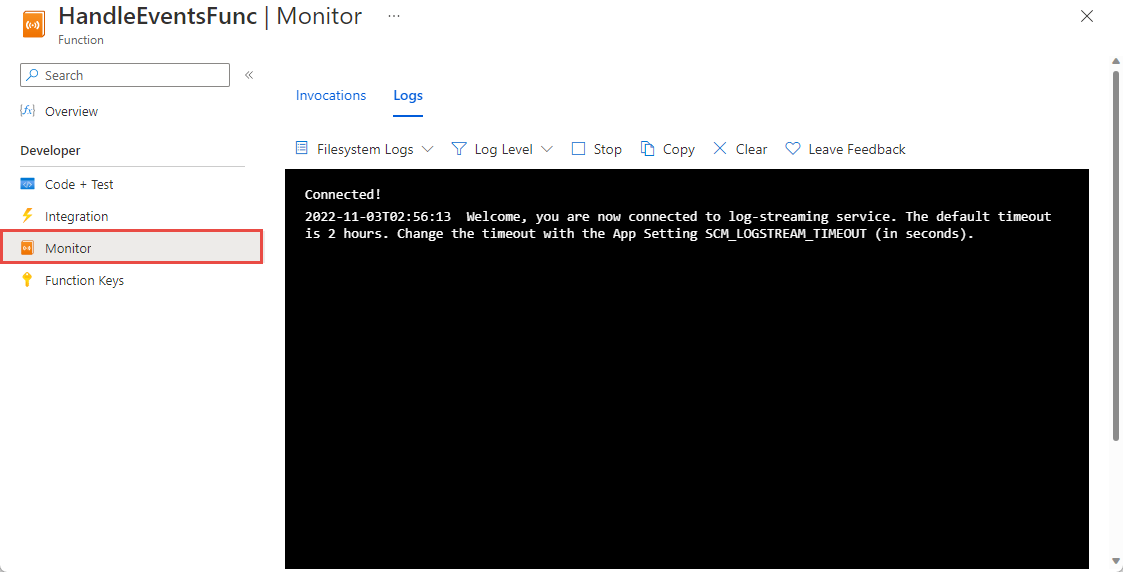 HandleEventsFunc | Monitor ...
Function
Search «
Overview
Developer
Code + Test
Integration
Monitor
Function Keys
Invocations Logs
Filesystem Logs Log Level Stop Copy Clear Leave Feedback
Connected!
2022-11-03T02:56:13 Welcome, you are now connected to log-streaming service. The default timeout
is 2 hours. Change the timeout with the App Setting SCM_LOGSTREAM_TIMEOUT (in seconds).